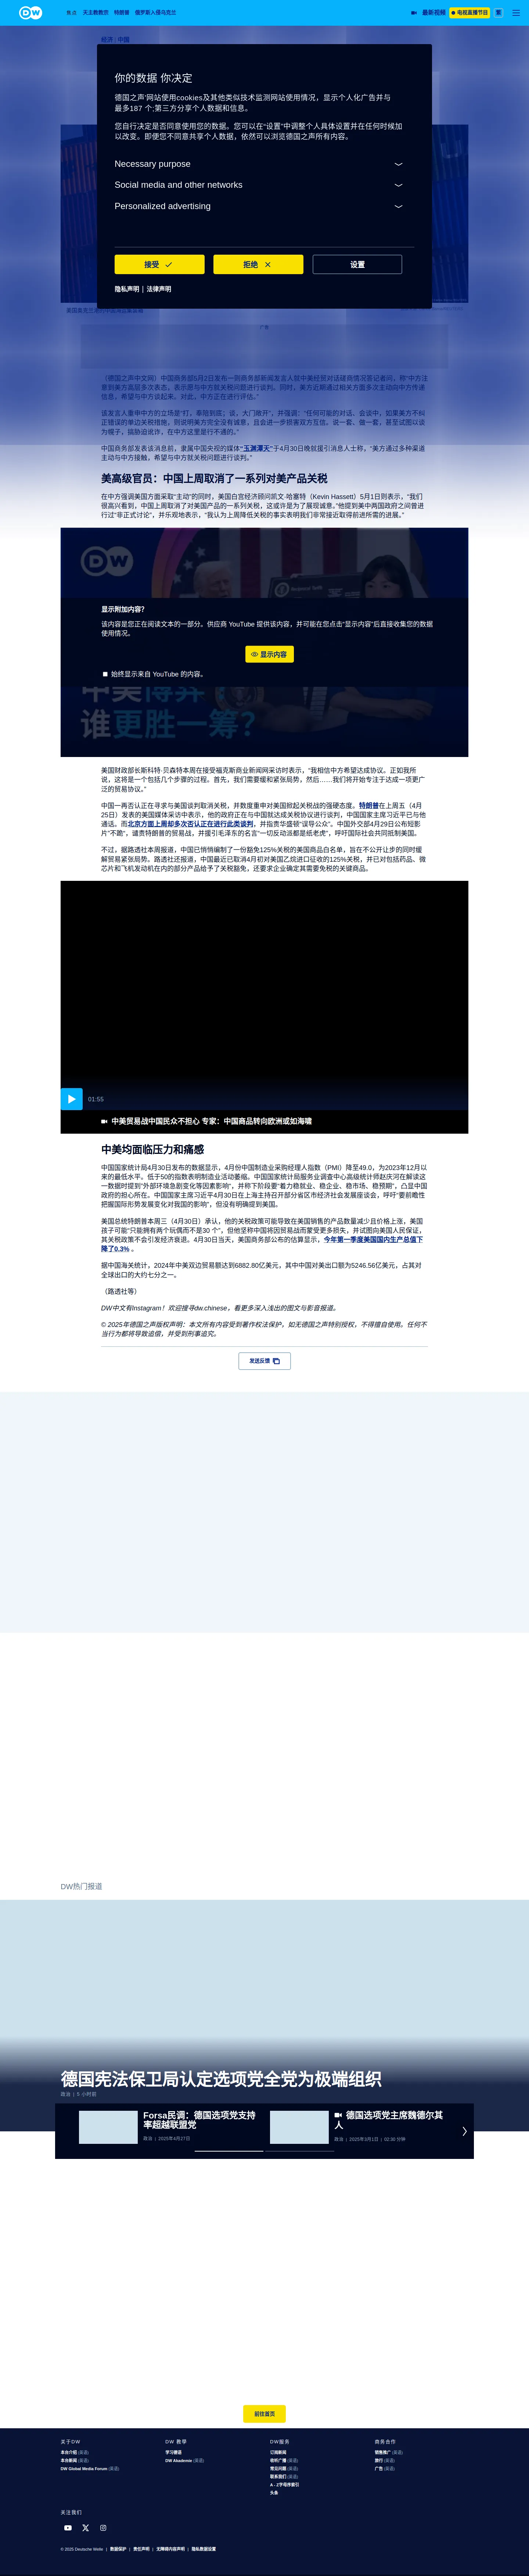 DW
焦点
天主教教宗
特朗普
俄罗斯入侵乌克兰
最新视频
电视直播节目
繁
经济
中国
你的数据 你决定
德国之声'网站使用cookies及其他类似技术监测网站使用情况，显示个人化广告并与
最多187 个;第三方分享个人数据和信息。
您自行决定是否同意使用您的数据。您可以在“设置”中调整个人具体设置并在任何时候加
以改变。即便您不同意共享个人数据，依然可以浏览德国之声所有内容。
Necessary purpose
Social media and other networks
Personalized advertising
接受
拒绝
设置
隐私声明 | 法律声明
广告
（德国之声中文网）中国商务部5月2日发布一则商务部新闻发言人就中美经贸对话磋商情况答记者问，称“中方注
意到美方高层多次表态，表示愿与中方就关税问题进行谈判。同时，美方近期通过相关方面多次主动向中方传递
信息，希望与中方谈起来。对此，中方正在进行评估。”
该发言人重申中方的立场是“打，奉陪到底；谈，大门敞开”，并强调：“任何可能的对话、会谈中，如果美方不纠
正错误的单边关税措施，则说明美方完全没有诚意，且会进一步损害双方互信。说一套、做一套，甚至试图以谈
为幌子，搞胁迫讹诈，在中方这里是行不通的。”
中国商务部发表该消息前，隶属中国央视的媒体“玉渊潭天”于4月30日晚就援引消息人士称，“美方通过多种渠道
主动与中方接触，希望与中方就关税问题进行谈判。”
美高级官员：中国上周取消了一系列对美产品关税
在中方强调美国方面采取“主动”的同时，美国白宫经济顾问凯文·哈塞特（Kevin Hassett）5月1日则表示，“我们
很高兴看到，中国上周取消了对美国产品的一系列关税，这或许是为了展现诚意。”他提到美中两国政府之间曾进
行过“非正式讨论”，并乐观地表示，“我认为上周降低关税的事实表明我们非常接近取得前进所需的进展。”
显示附加内容？
该内容是您正在阅读文本的一部分。供应商 YouTube 提供该内容，并可能在您点击“显示内容”后直接收集您的数据
使用情况。
显示内容
始终显示来自 YouTube 的内容。
中美博弈
谁更胜一筹？
美国财政部长斯科特·贝森特本周在接受福克斯商业新闻网采访时表示，“我相信中方希望达成协议。正如我所
说，这将是一个包括几个步骤的过程。首先，我们需要缓和紧张局势，然后……我们将开始专注于达成一项更广
泛的贸易协议。”
中国一再否认正在寻求与美国谈判取消关税，并数度重申对美国掀起关税战的强硬态度。特朗普在上周五（4月
25日）发表的美国媒体采访中表示，他的政府正在与中国就达成关税协议进行谈判，中国国家主席习近平已与他
通话。而北京方面上周却多次否认正在进行此类谈判，并指责华盛顿“误导公众”。中国外交部4月29日公布短影
片“不跪”，谴责特朗普的贸易战，并援引毛泽东的名言“一切反动派都是纸老虎”，呼吁国际社会共同抵制美国。
不过，据路透社本周报道，中国已悄悄编制了一份豁免125%关税的美国商品白名单，旨在不公开让步的同时缓
解贸易紧张局势。路透社还报道，中国最近已取消4月初对美国乙烷进口征收的125%关税，并已对包括药品、微
芯片和飞机发动机在内的部分产品给予了关税豁免，还要求企业确定其需要免税的关键商品。
01:55
中美贸易战中国民众不担心 专家：中国商品转向欧洲或如海啸
中美均面临压力和痛感
中国国家统计局4月30日发布的数据显示，4月份中国制造业采购经理人指数（PMI）降至49.0，为2023年12月以
来的最低水平。低于50的指数表明制造业活动萎缩。中国国家统计局服务业调查中心高级统计师赵庆河在解读这
一数据时提到“外部环境急剧变化等因素影响”，并称下阶段要“着力稳就业、稳企业、稳市场、稳预期”，凸显中国
政府的担心所在。中国国家主席习近平4月30日在上海主持召开部分省区市经济社会发展座谈会，呼吁“要前瞻性
把握国际形势发展变化对我国的影响”，但没有明确提到美国。
美国总统特朗普本周三（4月30日）承认，他的关税政策可能导致在美国销售的产品数量减少且价格上涨，美国
孩子可能“只能拥有两个玩偶而不是30 个”，但他坚称中国将因贸易战而蒙受更多损失，并试图向美国人民保证，
其关税政策不会引发经济衰退。4月30日当天，美国商务部公布的估算显示，今年第一季度美国国内生产总值下
降了0.3% 。
据中国海关统计，2024年中美双边贸易额达到6882.80亿美元，其中中国对美出口额为5246.56亿美元，占其对
全球出口的大约七分之一。
（路透社等）
DW中文有Instagram！欢迎搜寻dw.chinese，看更多深入浅出的图文与影音报道。
© 2025年德国之声版权声明：本文所有内容受到著作权法保护，如无德国之声特别授权，不得擅自使用。任何不
当行为都将导致追偿，并受到刑事追究。
发送反馈
DW热门报道
德国宪法保卫局认定选项党全党为极端组织
政治 | 5 小时前
Forsa民调：德国选项党支持
率超越联盟党
政治 | 2025年4月27日
德国选项党主席魏德尔其
人
政治 | 2025年3月1日 | 02:30 分钟
前往首页
关于DW
本台介绍 (英语)
本台新闻 (英语)
DW Global Media Forum (英语)
DW 教学
学习德语
DW Akademie (英语)
DW服务
订阅新闻
收听广播 (英语)
常见问题 (英语)
联系我们 (英语)
A - Z字母序索引
头条
商务合作
销售推广 (英语)
旅行 (英语)
广告 (英语)
关注我们
© 2025 Deutsche Welle | 数据保护 | 责任声明 | 无障碍内容声明 | 隐私数据设置